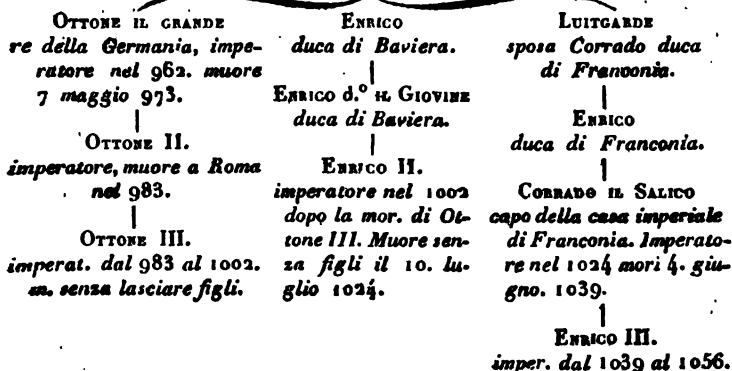 OTTONE IL GRANDE
re della Germania, impe-
ratore nel 962. muore
7 maggio 973.
OTTONE II.
imperatore, muore a Roma
nel 983.
OTTONE III.
imperat. dal 983 al 1002.
m. senza lasciare figli.
ENRICO
duca di Baviera.
ENRICO d.º IL GIOVINE
duca di Baviera.
ENRICO II.
imperatore nel 1002
dopo la mor. di Ot-
tone III. Muore sen-
za figli il 10. lu-
glio 1024.
LUITGARDE
sposa Corrado duca
di Franconia.
ENRICO
duca di Franconia.
CORRADO IL SALICO
capo della casa imperiale
di Franconia. Imperato-
re nel 1024 morì 4. giu-
gno. 1039.
ENRICO III.
imper. dal 1039 al 1056.